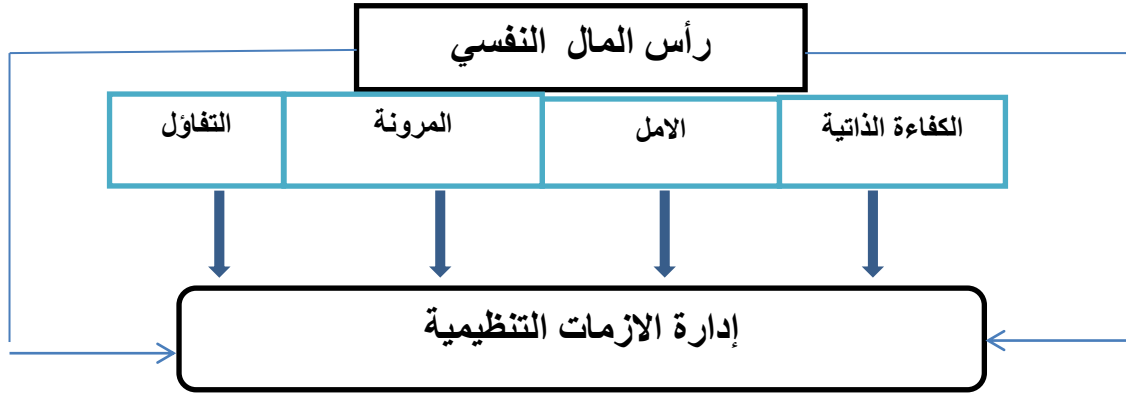 رأس المال النفسي
الكفاءة الذاتية
الامل
المرونة
التفاؤل
إدارة الازمات التنظيمية